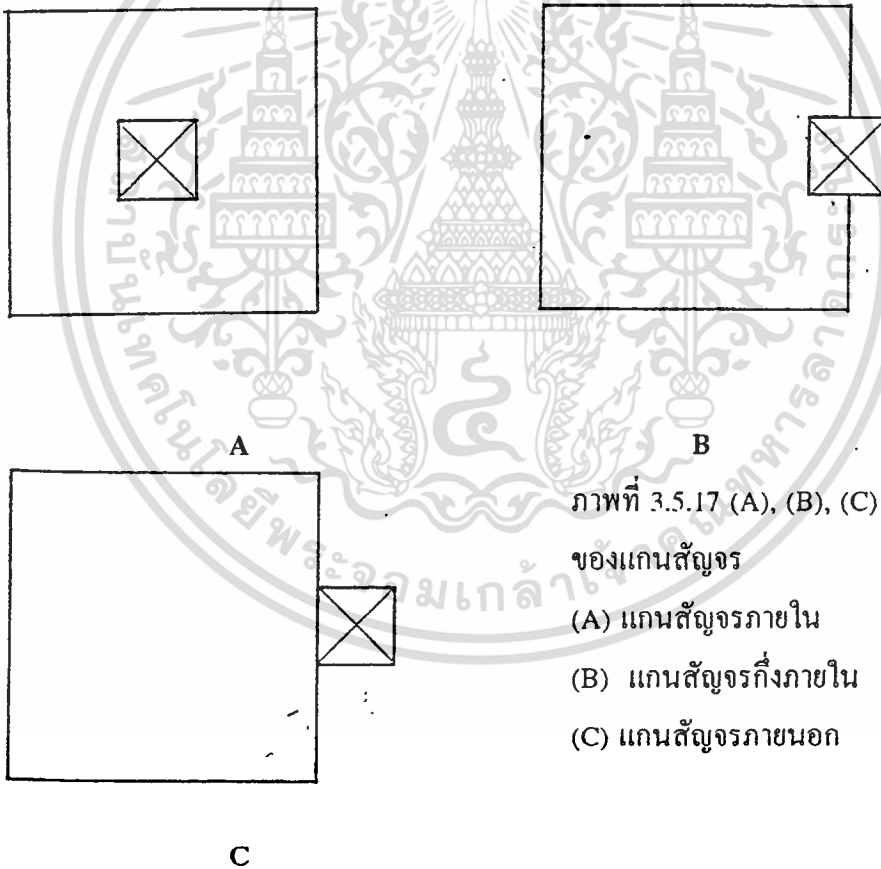 A
B
ภาพที่ 3.5.17 (A), (B), (C)
ของแกนสัญจร
(A) แกนสัญจรภายใน
(B) แกนสัญจรกึ่งภายใน
(C) แกนสัญจรภายนอก
C